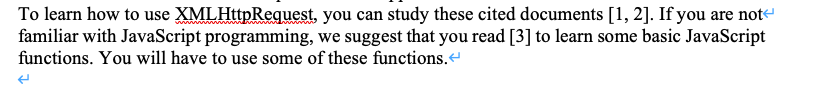 To learn how to use XMLHttpRequest, you can study these cited documents [1, 2]. If you are not
familiar with JavaScript programming, we suggest that you read [3] to learn some basic JavaScript
functions. You will have to use some of these functions.